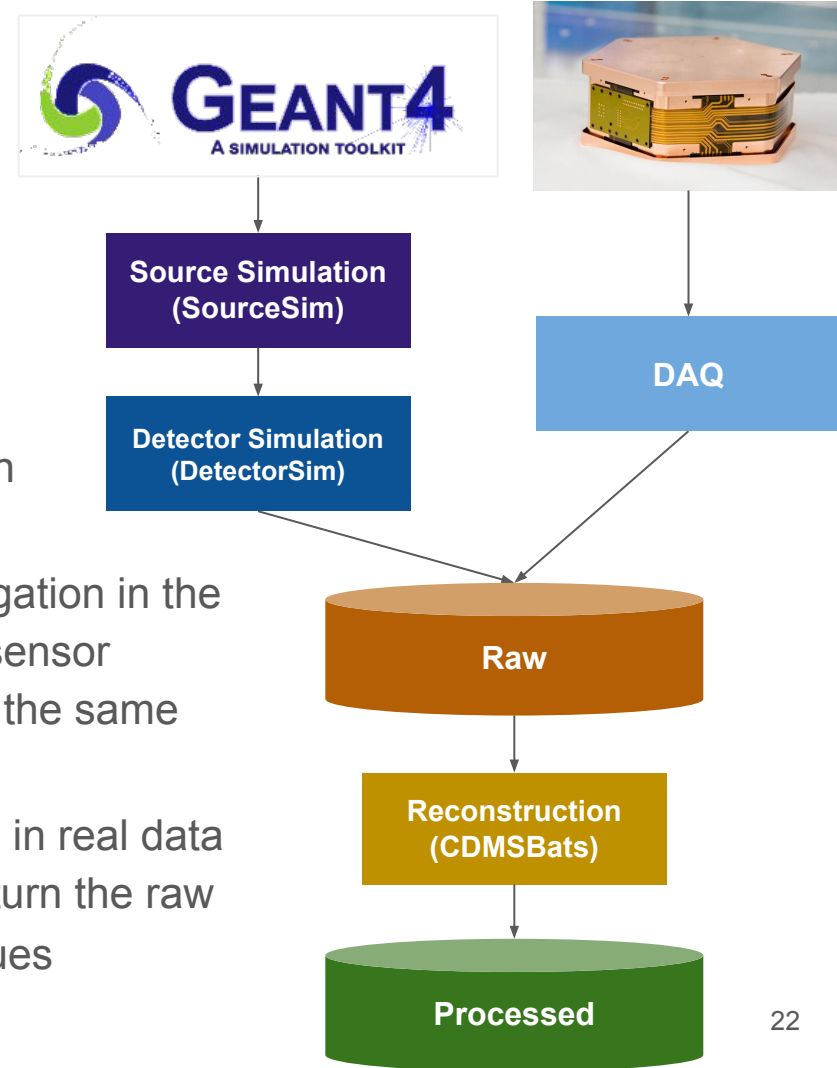 GEANT4
A SIMULATION TOOLKIT
Source Simulation
(SourceSim)
DAQ
Detector Simulation
(DetectorSim)
n
gation in the
sensor
the same
in real data
turn the raw
ues
Raw
Reconstruction
(CDMSBats)
Processed
22